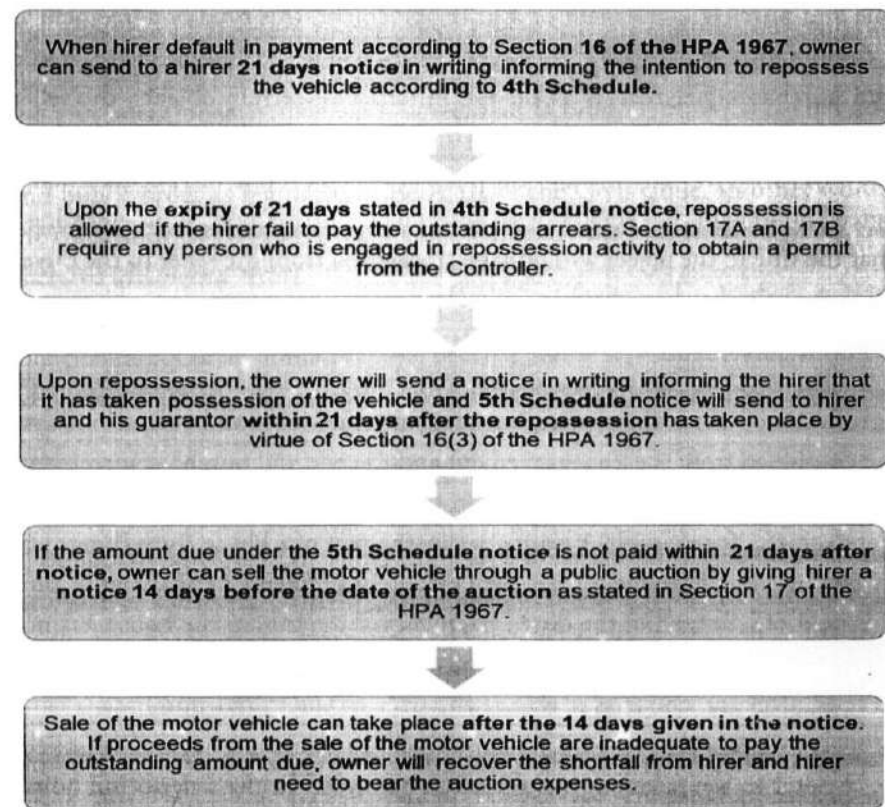 When hirer default in payment according to Section 16 of the HPA 1967, owner
can send to a hirer 21 days notice in writing informing the intention to repossess
the vehicle according to 4th Schedule.
Upon the expiry of 21 days stated in 4th Schedule notice, repossession is
allowed if the hirer fail to pay the outstanding arrears. Section 17A and 17B
require any person who is engaged in repossession activity to obtain a permit
from the Controller.
Upon repossession, the owner will send a notice in writing informing the hirer that
it has taken possession of the vehicle and 5th Schedule notice will send to hirer
and his guarantor within 21 days after the repossession has taken place by
virtue of Section 16(3) of the HPA 1967.
If the amount due under the 5th Schedule notice is not paid within 21 days after
notice, owner can sell the motor vehicle through a public auction by giving hirer a
notice 14 days before the date of the auction as stated in Section 17 of the
HPA 1967.
Sale of the motor vehicle can take place after the 14 days given in the notice.
If proceeds from the sale of the motor vehicle are inadequate to pay the
outstanding amount due, owner will recover the shortfall from hirer and hirer
need to bear the auction expenses.